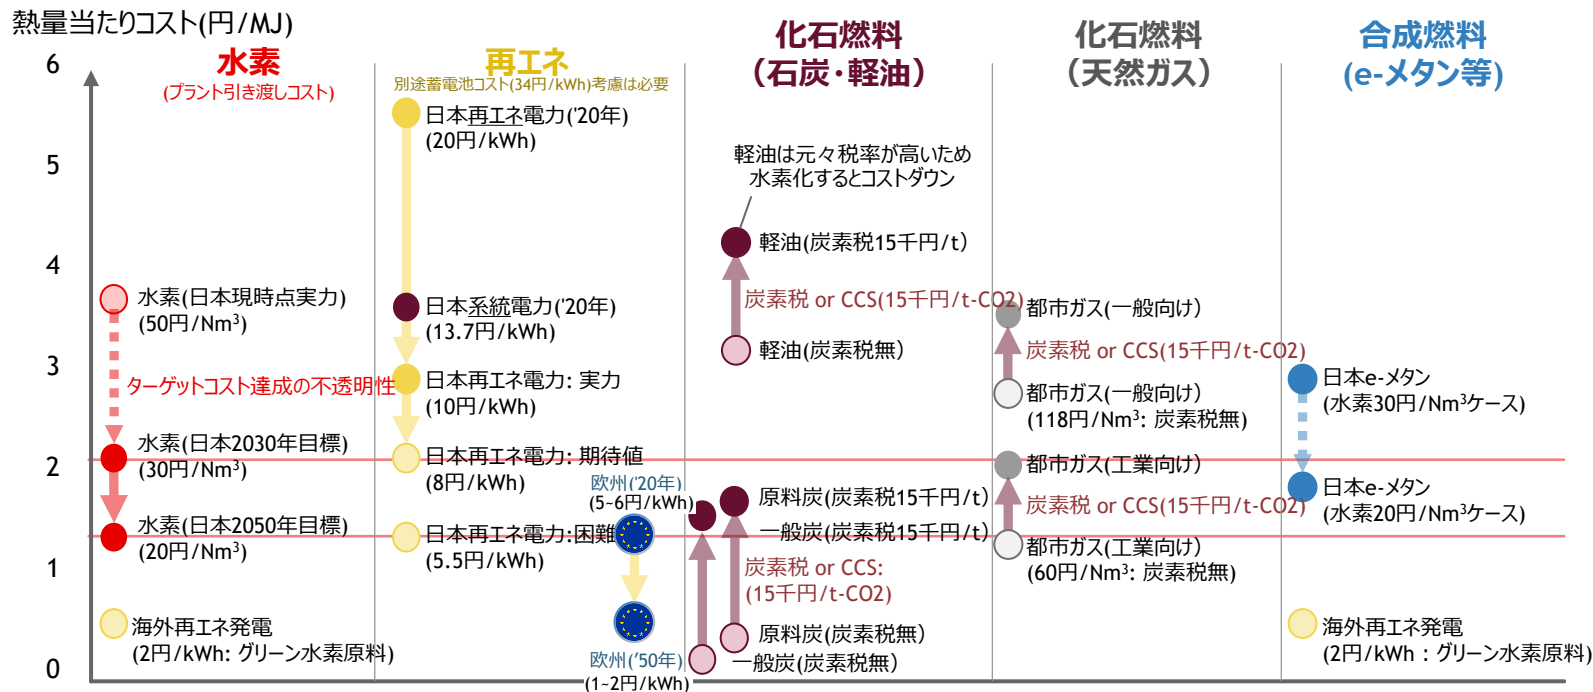 熱量当たりコスト(円/MJ)
6
5
4
3
2
1
0
水素
(プラント引き渡しコスト)
水素(日本現時点実力)
(50円/Nm³)
ターゲットコスト達成の不透明性
水素(日本2030年目標)
(30円/Nm³)
水素(日本2050年目標)
(20円/Nm³)
海外再エネ発電
(2円/kWh: グリーン水素原料)
再エネ
別途蓄電池コスト(34円/kWh)考慮は必要
日本再エネ電力('20年)
(20円/kWh)
日本系統電力('20年)
(13.7円/kWh)
日本再エネ電力: 実力
(10円/kWh)
日本再エネ電力: 期待値
(8円/kWh)
欧州('20年)
(5~6円/kWh)
日本再エネ電力:困難
(5.5円/kWh)
欧州('50年)
(1~2円/kWh)
化石燃料
（石炭・軽油）
軽油は元々税率が高いため
水素化するとコストダウン
軽油(炭素税15千円/t)
炭素税 or CCS(15千円/t-CO2)
軽油(炭素税無)
原料炭(炭素税15千円/t)
一般炭(炭素税15千円/t)
炭素税 or CCS:
(15千円/t-CO2)
原料炭(炭素税無)
一般炭(炭素税無)
化石燃料
（天然ガス）
都市ガス(一般向け)
炭素税 or CCS(15千円/t-CO2)
都市ガス(一般向け)
(118円/Nm³: 炭素税無)
都市ガス(工業向け)
炭素税 or CCS(15千円/t-CO2)
都市ガス(工業向け)
(60円/Nm³: 炭素税無)
合成燃料
(e-メタン等)
日本e-メタン
(水素30円/Nm³ケース)
日本e-メタン
(水素20円/Nm³ケース)
海外再エネ発電
(2円/kWh：グリーン水素原料)